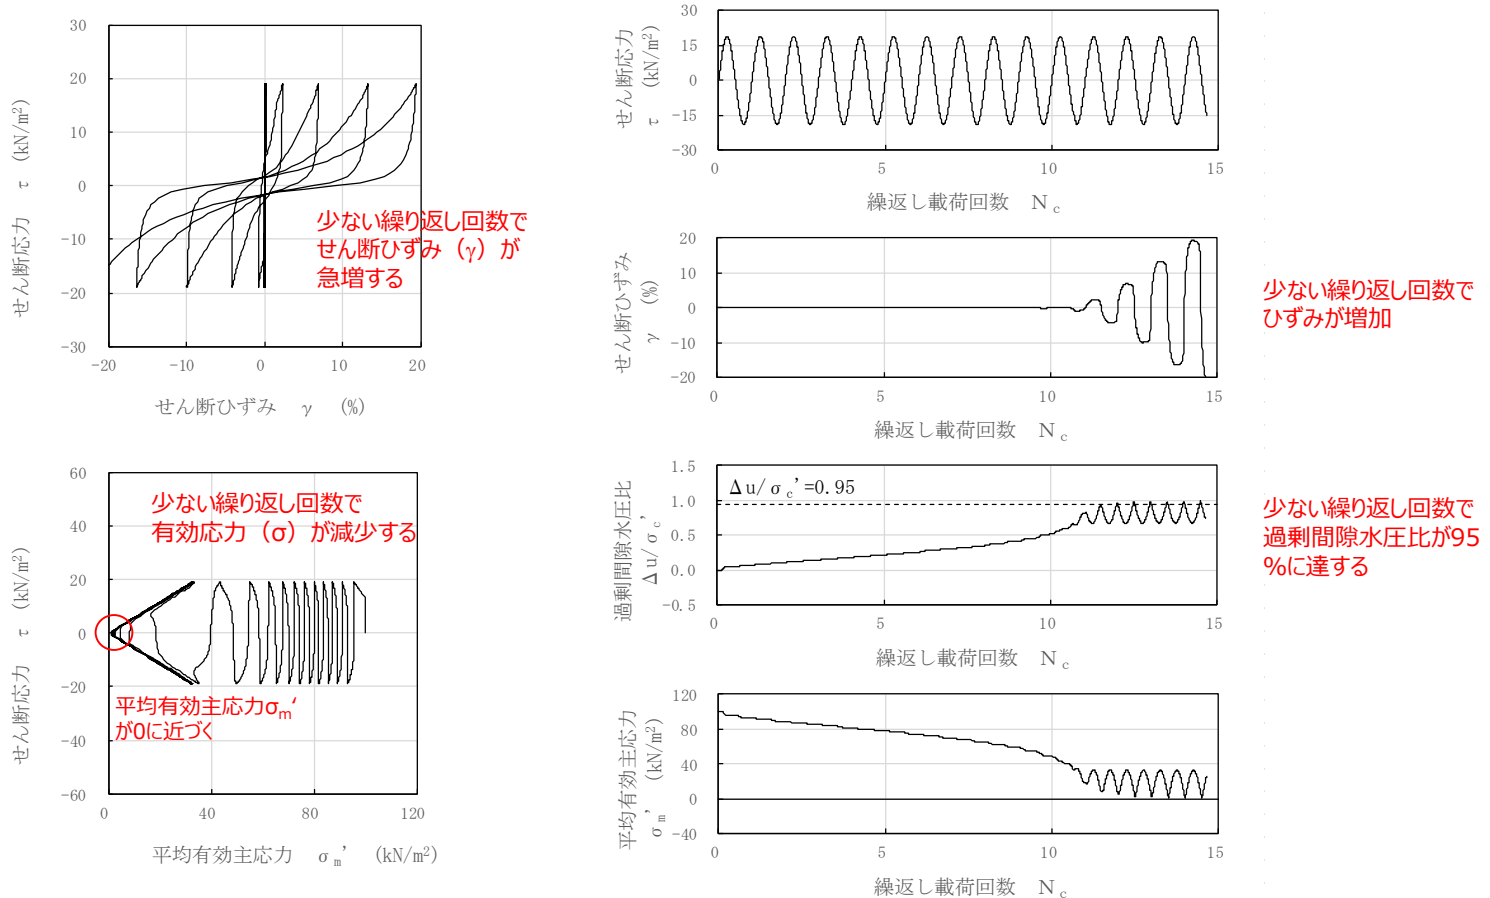 30
20
10
0
-10
-20
-30
-20
-10
0
10
20
せん断応力 τ (kN/m²)
せん断ひずみ γ (%)
少ない繰り返し回数で
せん断ひずみ（γ）が
急増する
60
40
20
0
-20
-40
-60
0
40
80
120
せん断応力 τ (kN/m²)
平均有効主応力 σm' (kN/m²)
少ない繰り返し回数で
有効応力（σ）が減少する
平均有効主応力σm‘
が0に近づく
30
15
0
-15
-30
0
5
10
15
せん断応力
τ (kN/m²)
繰返し載荷回数 Nc
20
10
0
-10
-20
0
5
10
15
せん断ひずみ
γ (%)
繰返し載荷回数 Nc
少ない繰り返し回数で
ひずみが増加
1.5
1.0
0.5
0.0
-0.5
0
5
10
15
過剰間隙水圧比
Δu/σc'
Δu/σc'=0.95
繰返し載荷回数 Nc
少ない繰り返し回数で
過剰間隙水圧比が95
%に達する
120
80
40
0
-40
0
5
10
15
平均有効主応力
σm' (kN/m²)
繰返し載荷回数 Nc